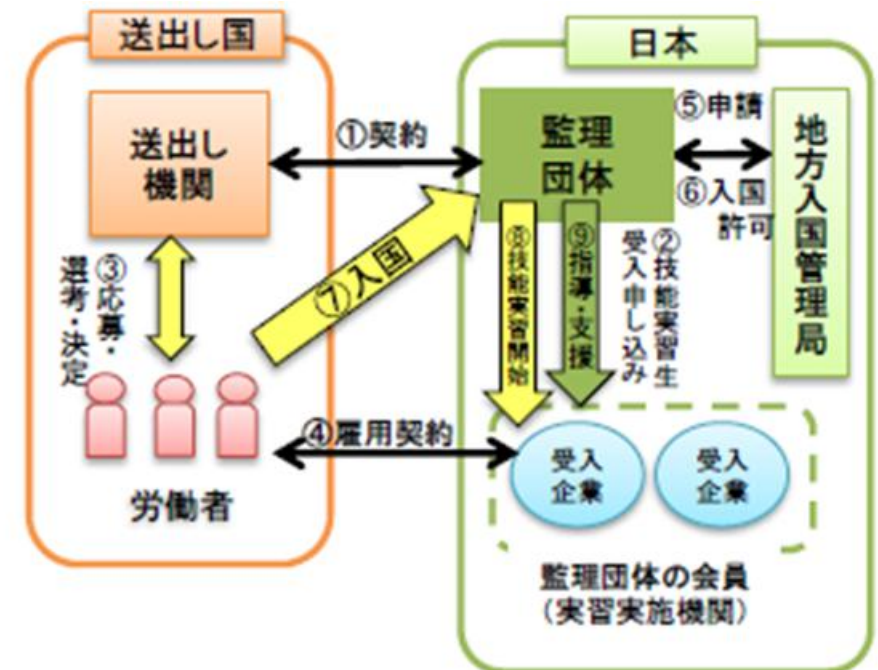 送出し国
日本
送出し
機関
①契約
監理
団体
⑤申請
⑥入国
許可
地方入国管理局
③応募・
選考・決定
⑦入国
⑧技能実習開始
⑨指導・支援
②技能実習生
受入申し込み
④雇用契約
労働者
受入
企業
受入
企業
監理団体の会員
(実習実施機関)